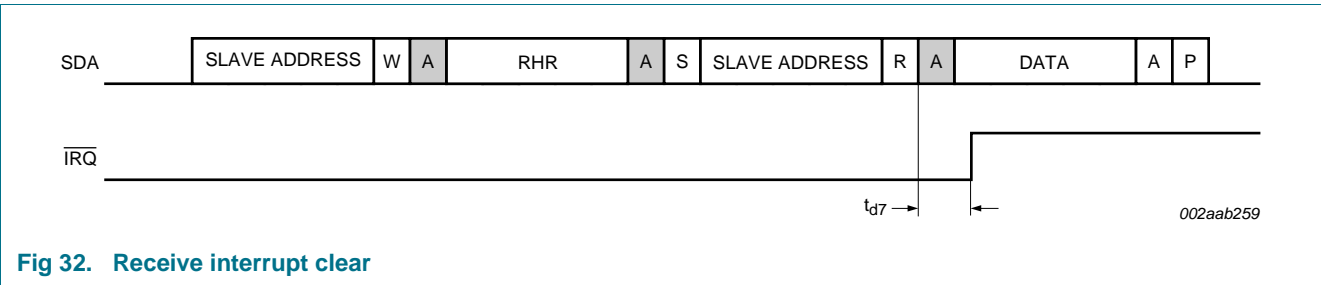 SDA SLAVE ADDRESS W A RHR A S SLAVE ADDRESS R A DATA A P
IRQ
td7
002aab259
Fig 32. Receive interrupt clear